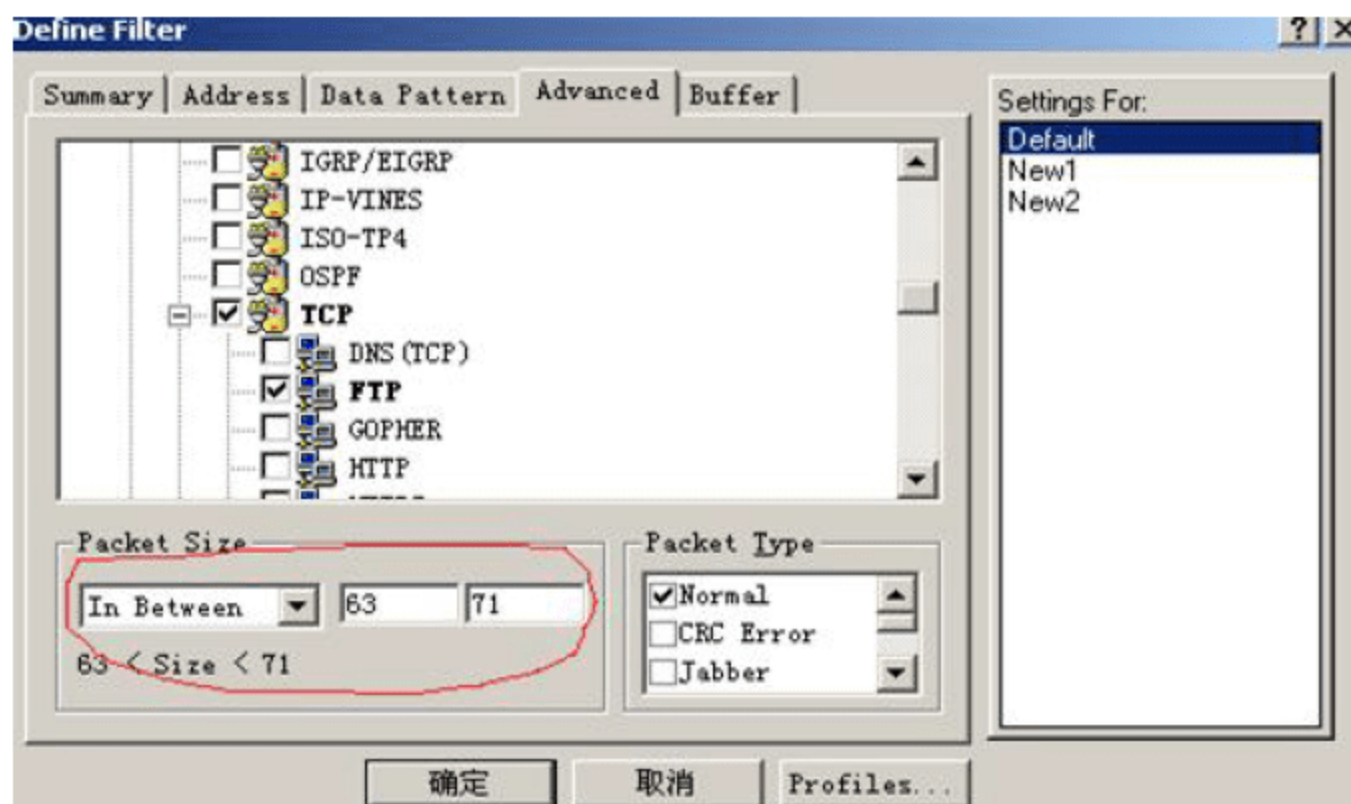 Define Filter
Summary Address Data Pattern Advanced Buffer
Settings For:
Default
New1
New2
IGRP/EIGRP
IP-VINES
ISO-TP4
OSPF
TCP
DNS (TCP)
FTP
GOPHER
HTTP
Packet Size
In Between 63 71
63 < Size < 71
Packet Type
Normal
CRC Error
Jabber
确定 取消 Profiles...